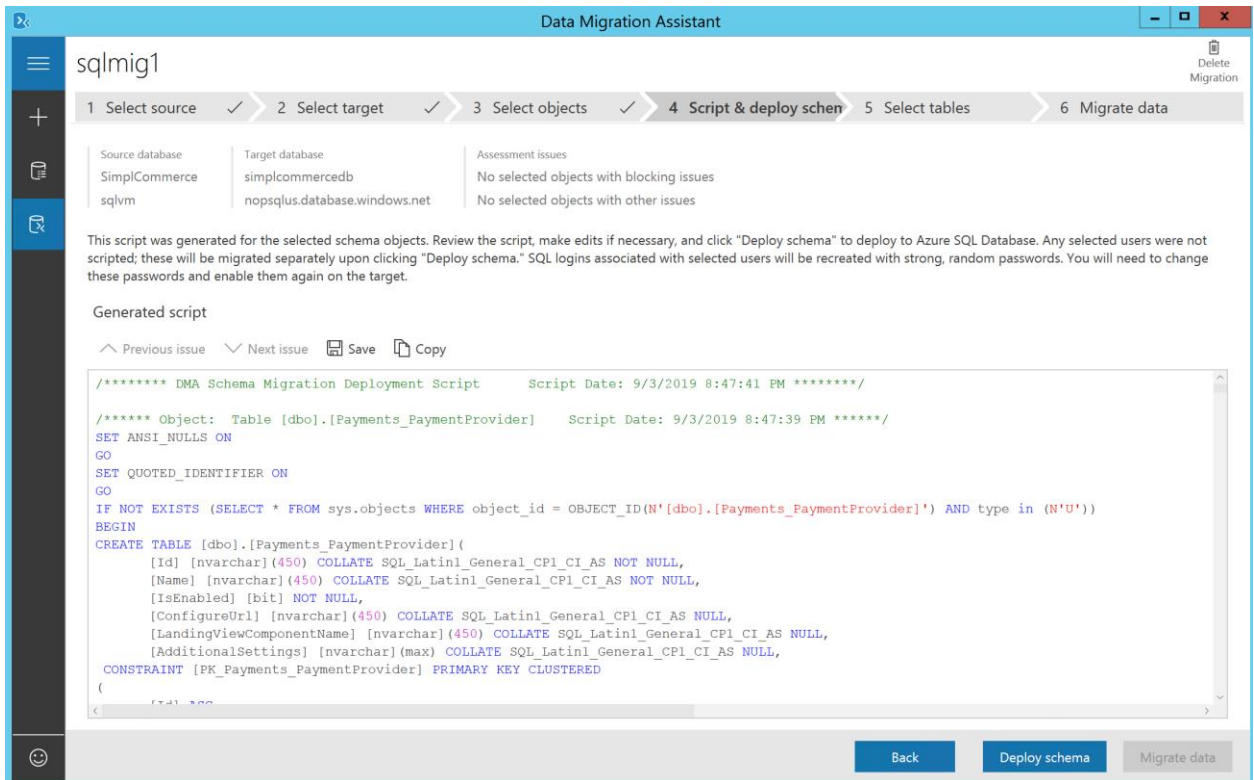 Data Migration Assistant
sqlmig1
Delete
Migration
1 Select source
2 Select target
3 Select objects
4 Script & deploy schen
5 Select tables
6 Migrate data
Source database
SimplCommerce
sqlvm
Target database
simplcommercedb
nopsqlus.database.windows.net
Assessment issues
No selected objects with blocking issues
No selected objects with other issues
This script was generated for the selected schema objects. Review the script, make edits if necessary, and click "Deploy schema" to deploy to Azure SQL Database. Any selected users were not
scripted; these will be migrated separately upon clicking "Deploy schema." SQL logins associated with selected users will be recreated with strong, random passwords. You will need to change
these passwords and enable them again on the target.
Generated script
Previous issue Next issue Save Copy
/******** DMA Schema Migration Deployment Script Script Date: 9/3/2019 8:47:41 PM ********/
/****** Object: Table [dbo].[Payments_PaymentProvider] Script Date: 9/3/2019 8:47:39 PM ******/
SET ANSI_NULLS ON
GO
SET QUOTED_IDENTIFIER ON
GO
IF NOT EXISTS (SELECT * FROM sys.objects WHERE object_id = OBJECT_ID(N'[dbo].[Payments_PaymentProvider]') AND type in (N'U'))
BEGIN
CREATE TABLE [dbo].[Payments_PaymentProvider](
[Id] [nvarchar](450) COLLATE SQL_Latin1_General_CP1_CI_AS NOT NULL,
[Name] [nvarchar](450) COLLATE SQL_Latin1_General_CP1_CI_AS NOT NULL,
[IsEnabled] [bit] NOT NULL,
[ConfigureUrl] [nvarchar](450) COLLATE SQL_Latin1_General_CP1_CI_AS NULL,
[LandingViewComponentName] [nvarchar](450) COLLATE SQL_Latin1_General_CP1_CI_AS NULL,
[AdditionalSettings] [nvarchar](max) COLLATE SQL_Latin1_General_CP1_CI_AS NULL,
CONSTRAINT [PK_Payments_PaymentProvider] PRIMARY KEY CLUSTERED
(
[Id] ASC
Back
Deploy schema
Migrate data